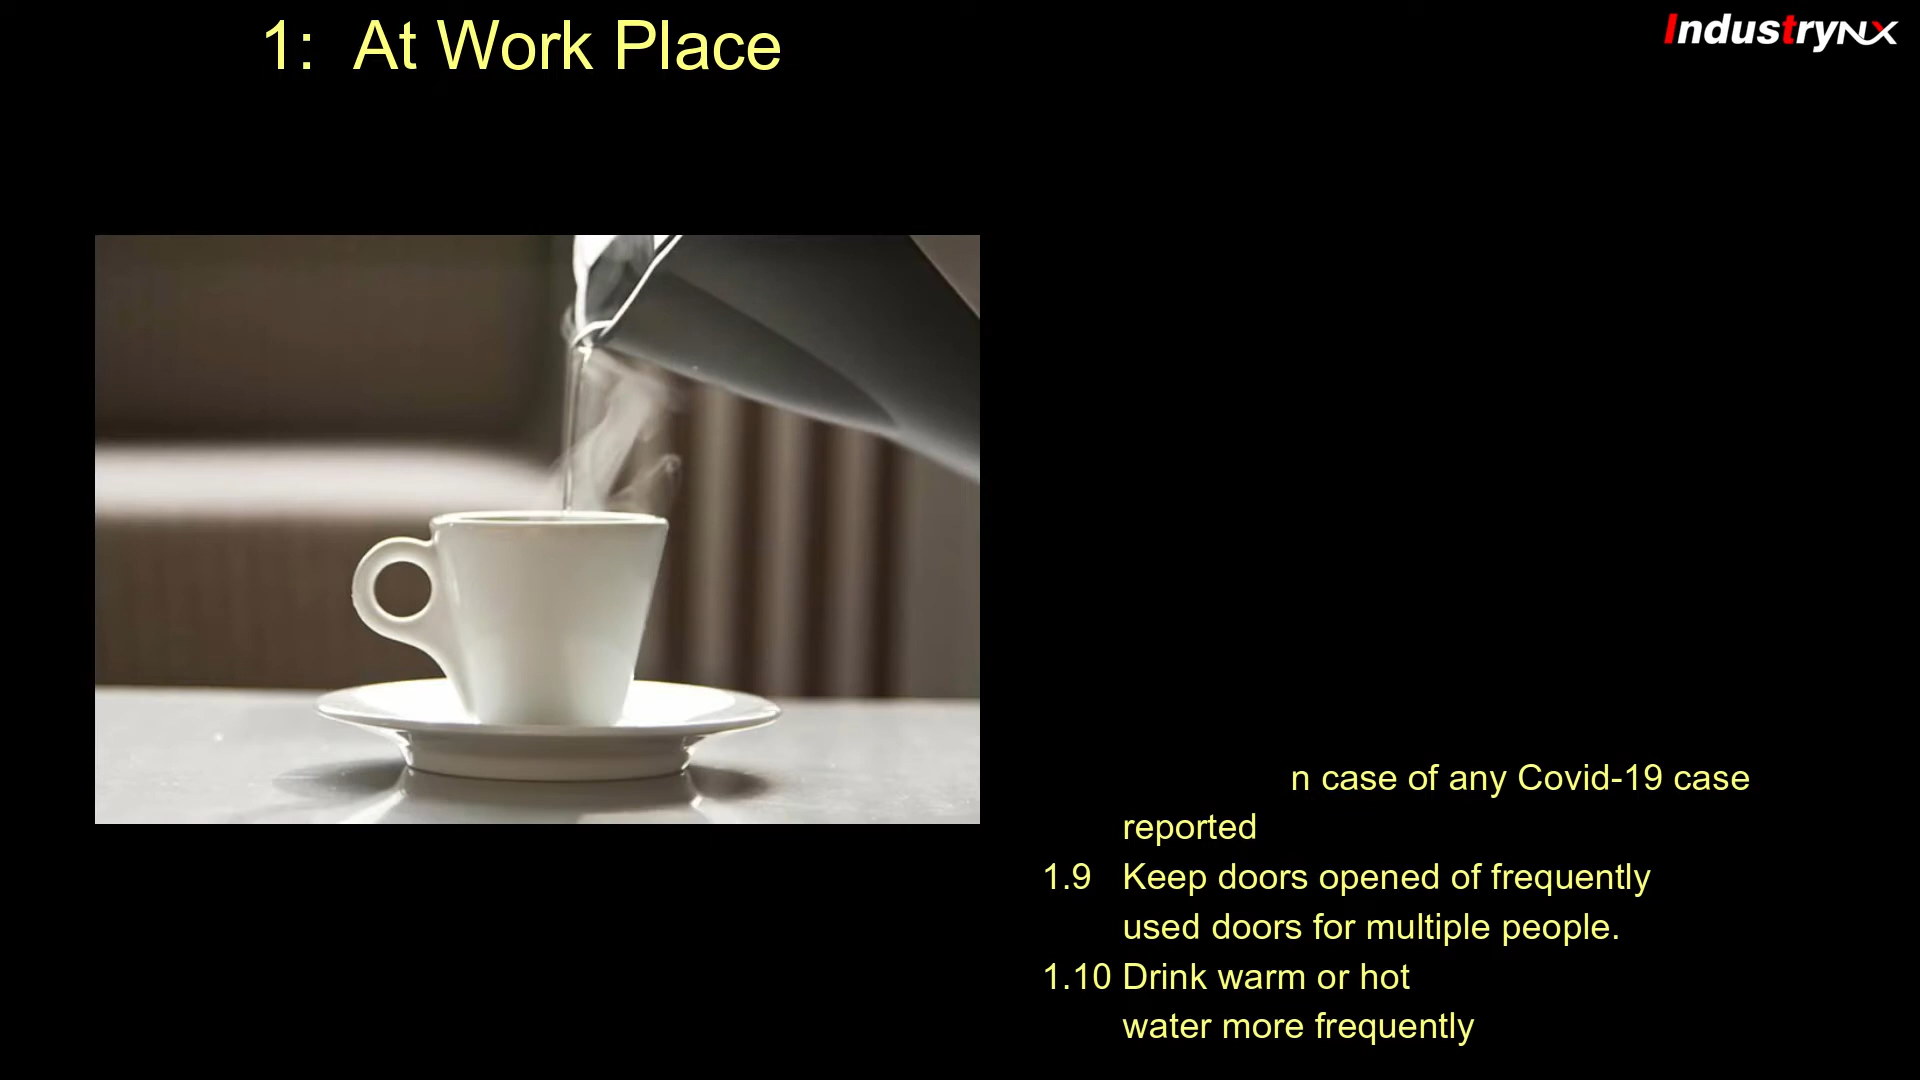 1: At Work Place
IndustryNX
n case of any Covid-19 case
reported
1.9 Keep doors opened of frequently
used doors for multiple people.
1.10 Drink warm or hot
water more frequently